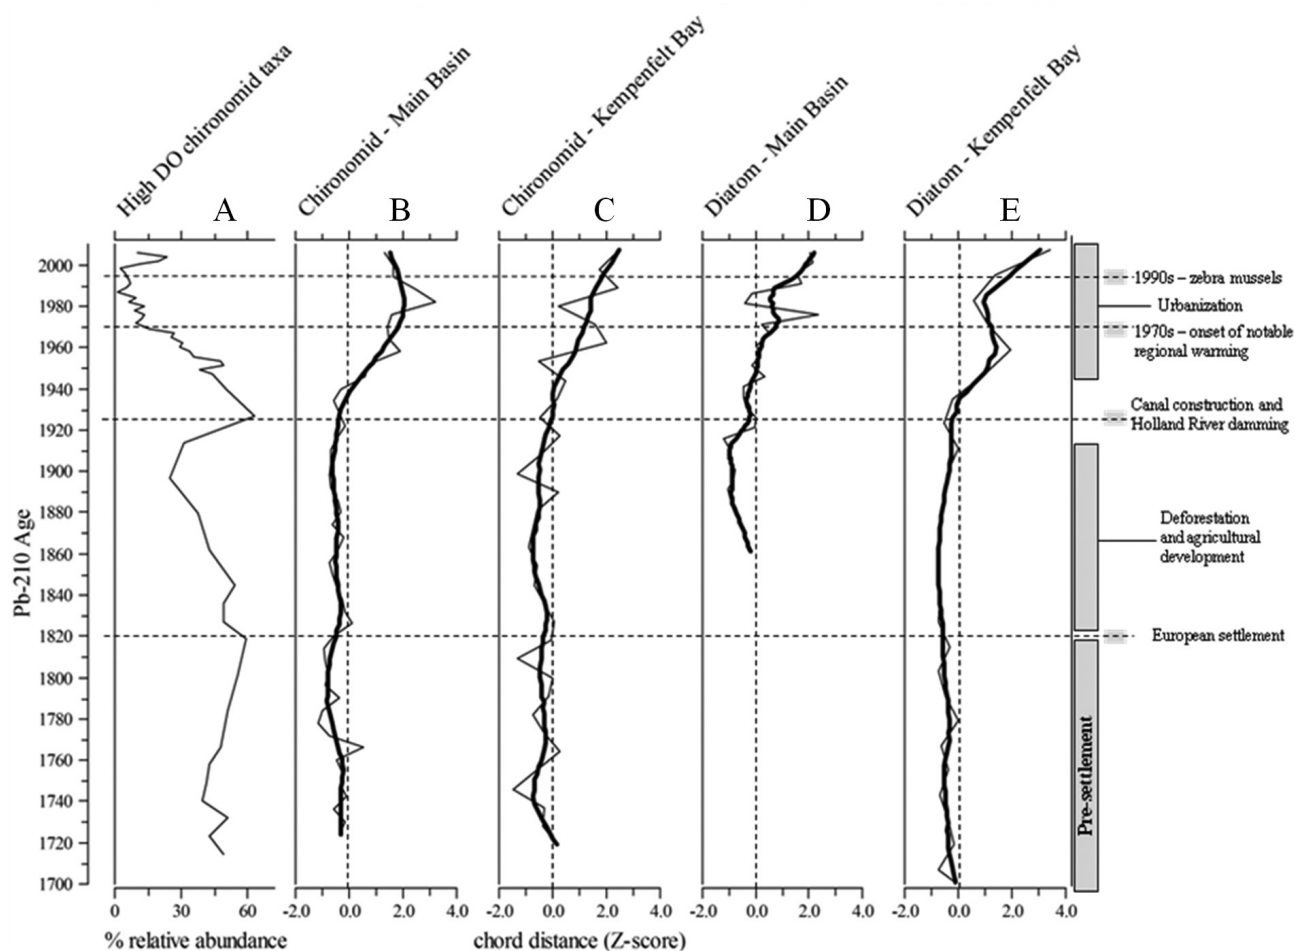 High DO chironomid taxa
Chironomid - Main Basin
Chironomid - Kempenfelt Bay
Diatom - Main Basin
Diatom - Kempenfelt Bay
A
B
C
D
E
Pb-210 Age
2000
1980
1960
1940
1920
1900
1880
1860
1840
1820
1800
1780
1760
1740
1720
1700
1990s – zebra mussels
Urbanization
1970s – onset of notable
regional warming
Canal construction and
Holland River damming
Deforestation
and agricultural
development
European settlement
Pre-settlement
0 30 60
-2.0 0.0 2.0 4.0
-2.0 0.0 2.0 4.0
-2.0 0.0 2.0 4.0
-2.0 0.0 2.0 4.0
% relative abundance
chord distance (Z-score)